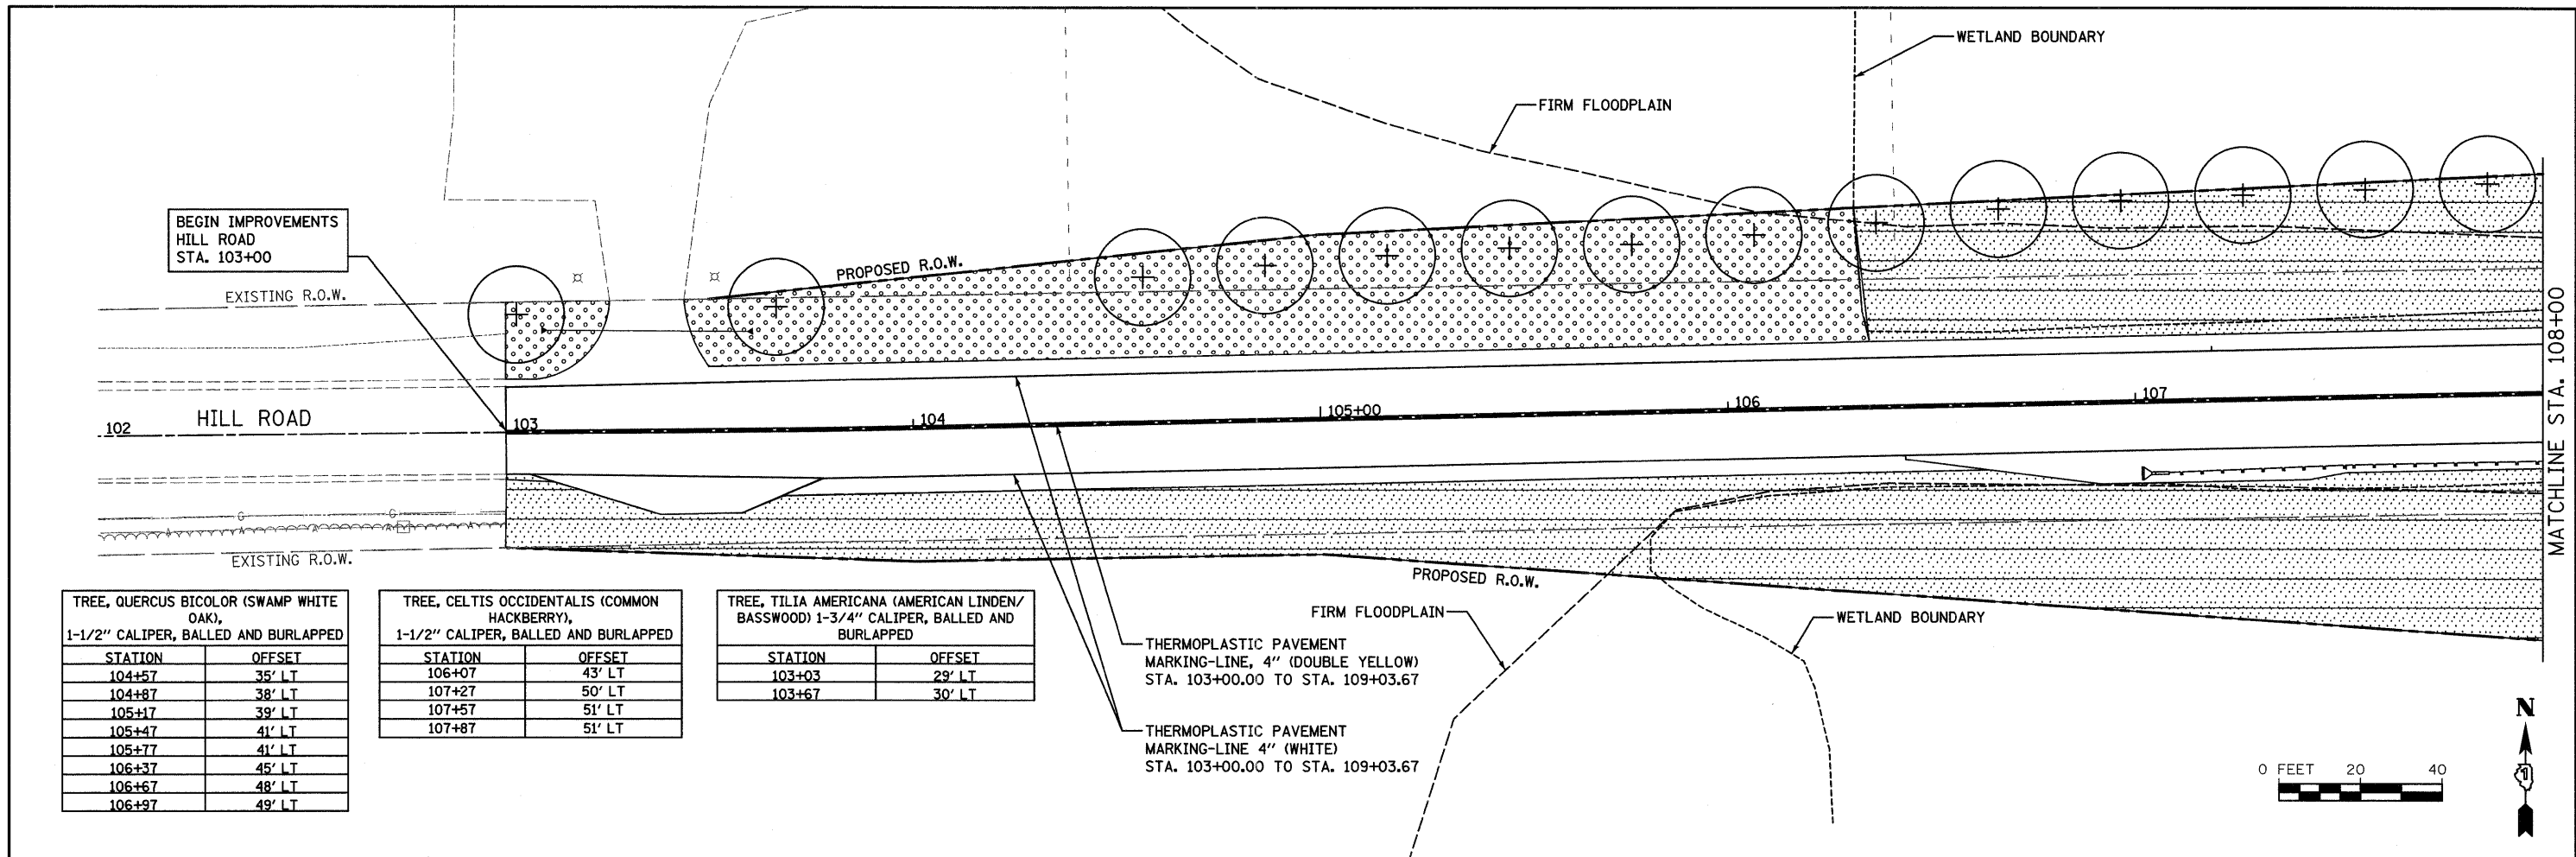 WETLAND BOUNDARY
FIRM FLOODPLAIN
BEGIN IMPROVEMENTS
HILL ROAD
STA. 103+00
EXISTING R.O.W.
PROPOSED R.O.W.
MATCHLINE STA. 108+00
102
HILL ROAD
103
104
105+00
106
107
G
G
A
A
A
A
A
Y
EXISTING R.O.W.
PROPOSED R.O.W.
FIRM FLOODPLAIN
WETLAND BOUNDARY
TREE, QUERCUS BICOLOR (SWAMP WHITE
OAK),
1-1/2" CALIPER, BALLED AND BURLAPPED
STATION OFFSET
104+57 35' LT
104+87 38' LT
105+17 39' LT
105+47 41' LT
105+77 41' LT
106+37 45' LT
106+67 48' LT
106+97 49' LT
TREE, CELTIS OCCIDENTALIS (COMMON
HACKBERRY),
1-1/2" CALIPER, BALLED AND BURLAPPED
STATION OFFSET
106+07 43' LT
107+27 50' LT
107+57 51' LT
107+87 51' LT
TREE, TILIA AMERICANA (AMERICAN LINDEN/
BASSWOOD) 1-3/4" CALIPER, BALLED AND
BURLAPPED
STATION OFFSET
103+03 29' LT
103+67 30' LT
THERMOPLASTIC PAVEMENT
MARKING-LINE, 4" (DOUBLE YELLOW)
STA. 103+00.00 TO STA. 109+03.67
THERMOPLASTIC PAVEMENT
MARKING-LINE 4" (WHITE)
STA. 103+00.00 TO STA. 109+03.67
0 FEET 20 40
N